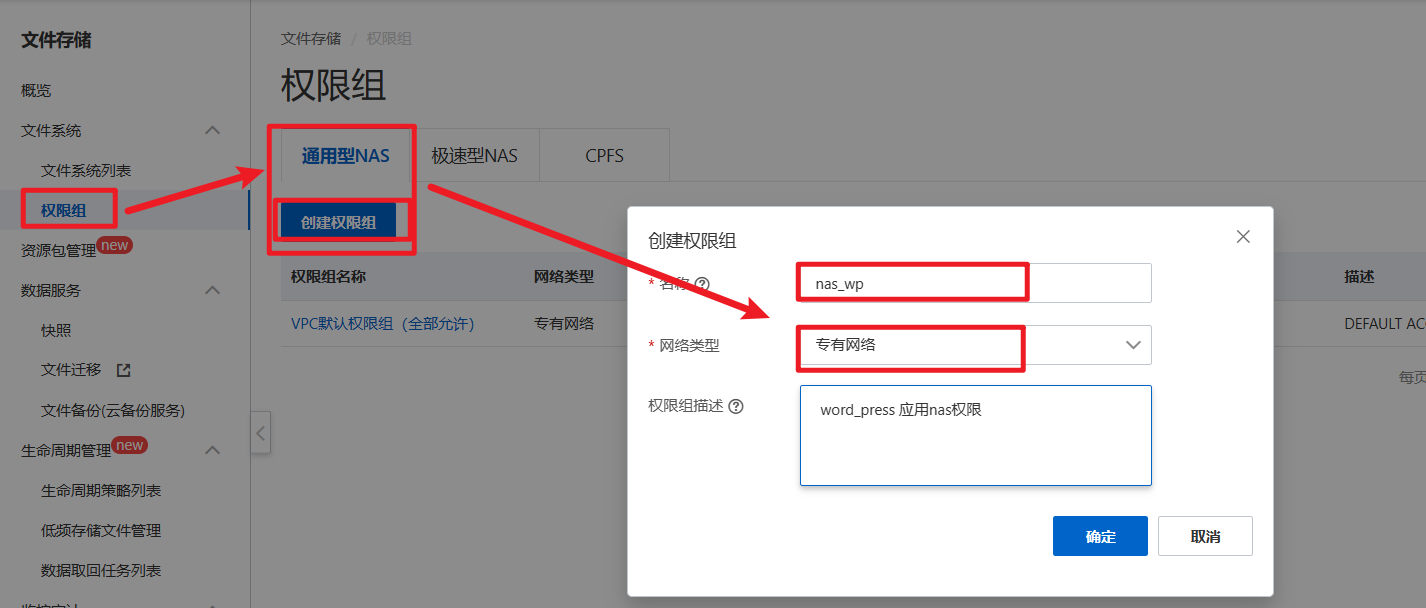 文件存储
概览
文件系统
文件系统列表
权限组
资源包管理 new
数据服务
快照
文件迁移
文件备份(云备份服务)
生命周期管理 new
生命周期策略列表
低频存储文件管理
数据取回任务列表
文件存储 / 权限组
权限组
通用型NAS 极速型NAS CPFS
创建权限组
权限组名称 网络类型 描述
VPC默认权限组（全部允许） 专有网络 DEFAULT AC
每页
创建权限组
* 名称 nas_wp
* 网络类型 专有网络
权限组描述 word_press 应用nas权限
确定 取消